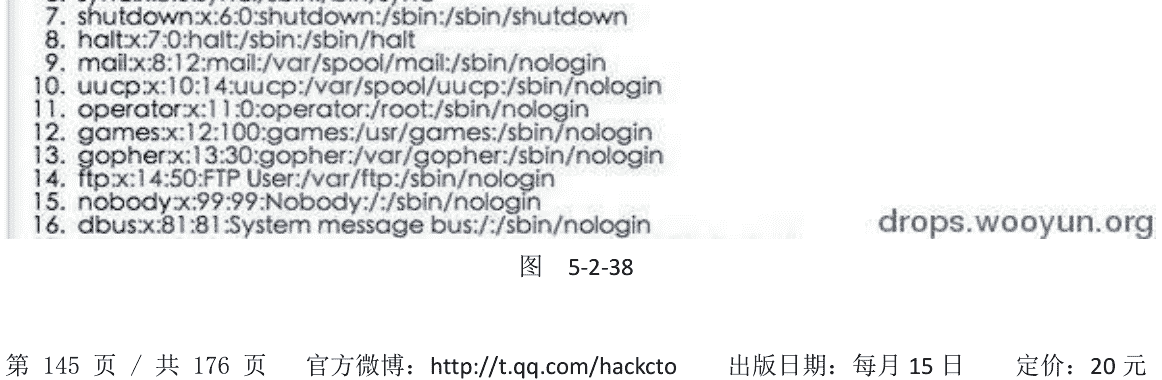 7. shutdown:x:6:0:shutdown:/sbin:/sbin/shutdown
8. halt:x:7:0:halt:/sbin:/sbin/halt
9. mail:x:8:12:mail:/var/spool/mail:/sbin/nologin
10. uucp:x:10:14:uucp:/var/spool/uucp:/sbin/nologin
11. operator:x:11:0:operator:/root:/sbin/nologin
12. games:x:12:100:games:/usr/games:/sbin/nologin
13. gopher:x:13:30:gopher:/var/gopher:/sbin/nologin
14. ftp:x:14:50:FTP User:/var/ftp:/sbin/nologin
15. nobody:x:99:99:Nobody:/:/sbin/nologin
16. dbus:x:81:81:System message bus:/:/sbin/nologin
drops.wooyun.org
图 5-2-38
第 145 页 / 共 176 页 官方微博：http://t.qq.com/hackcto 出版日期：每月 15 日 定价：20 元